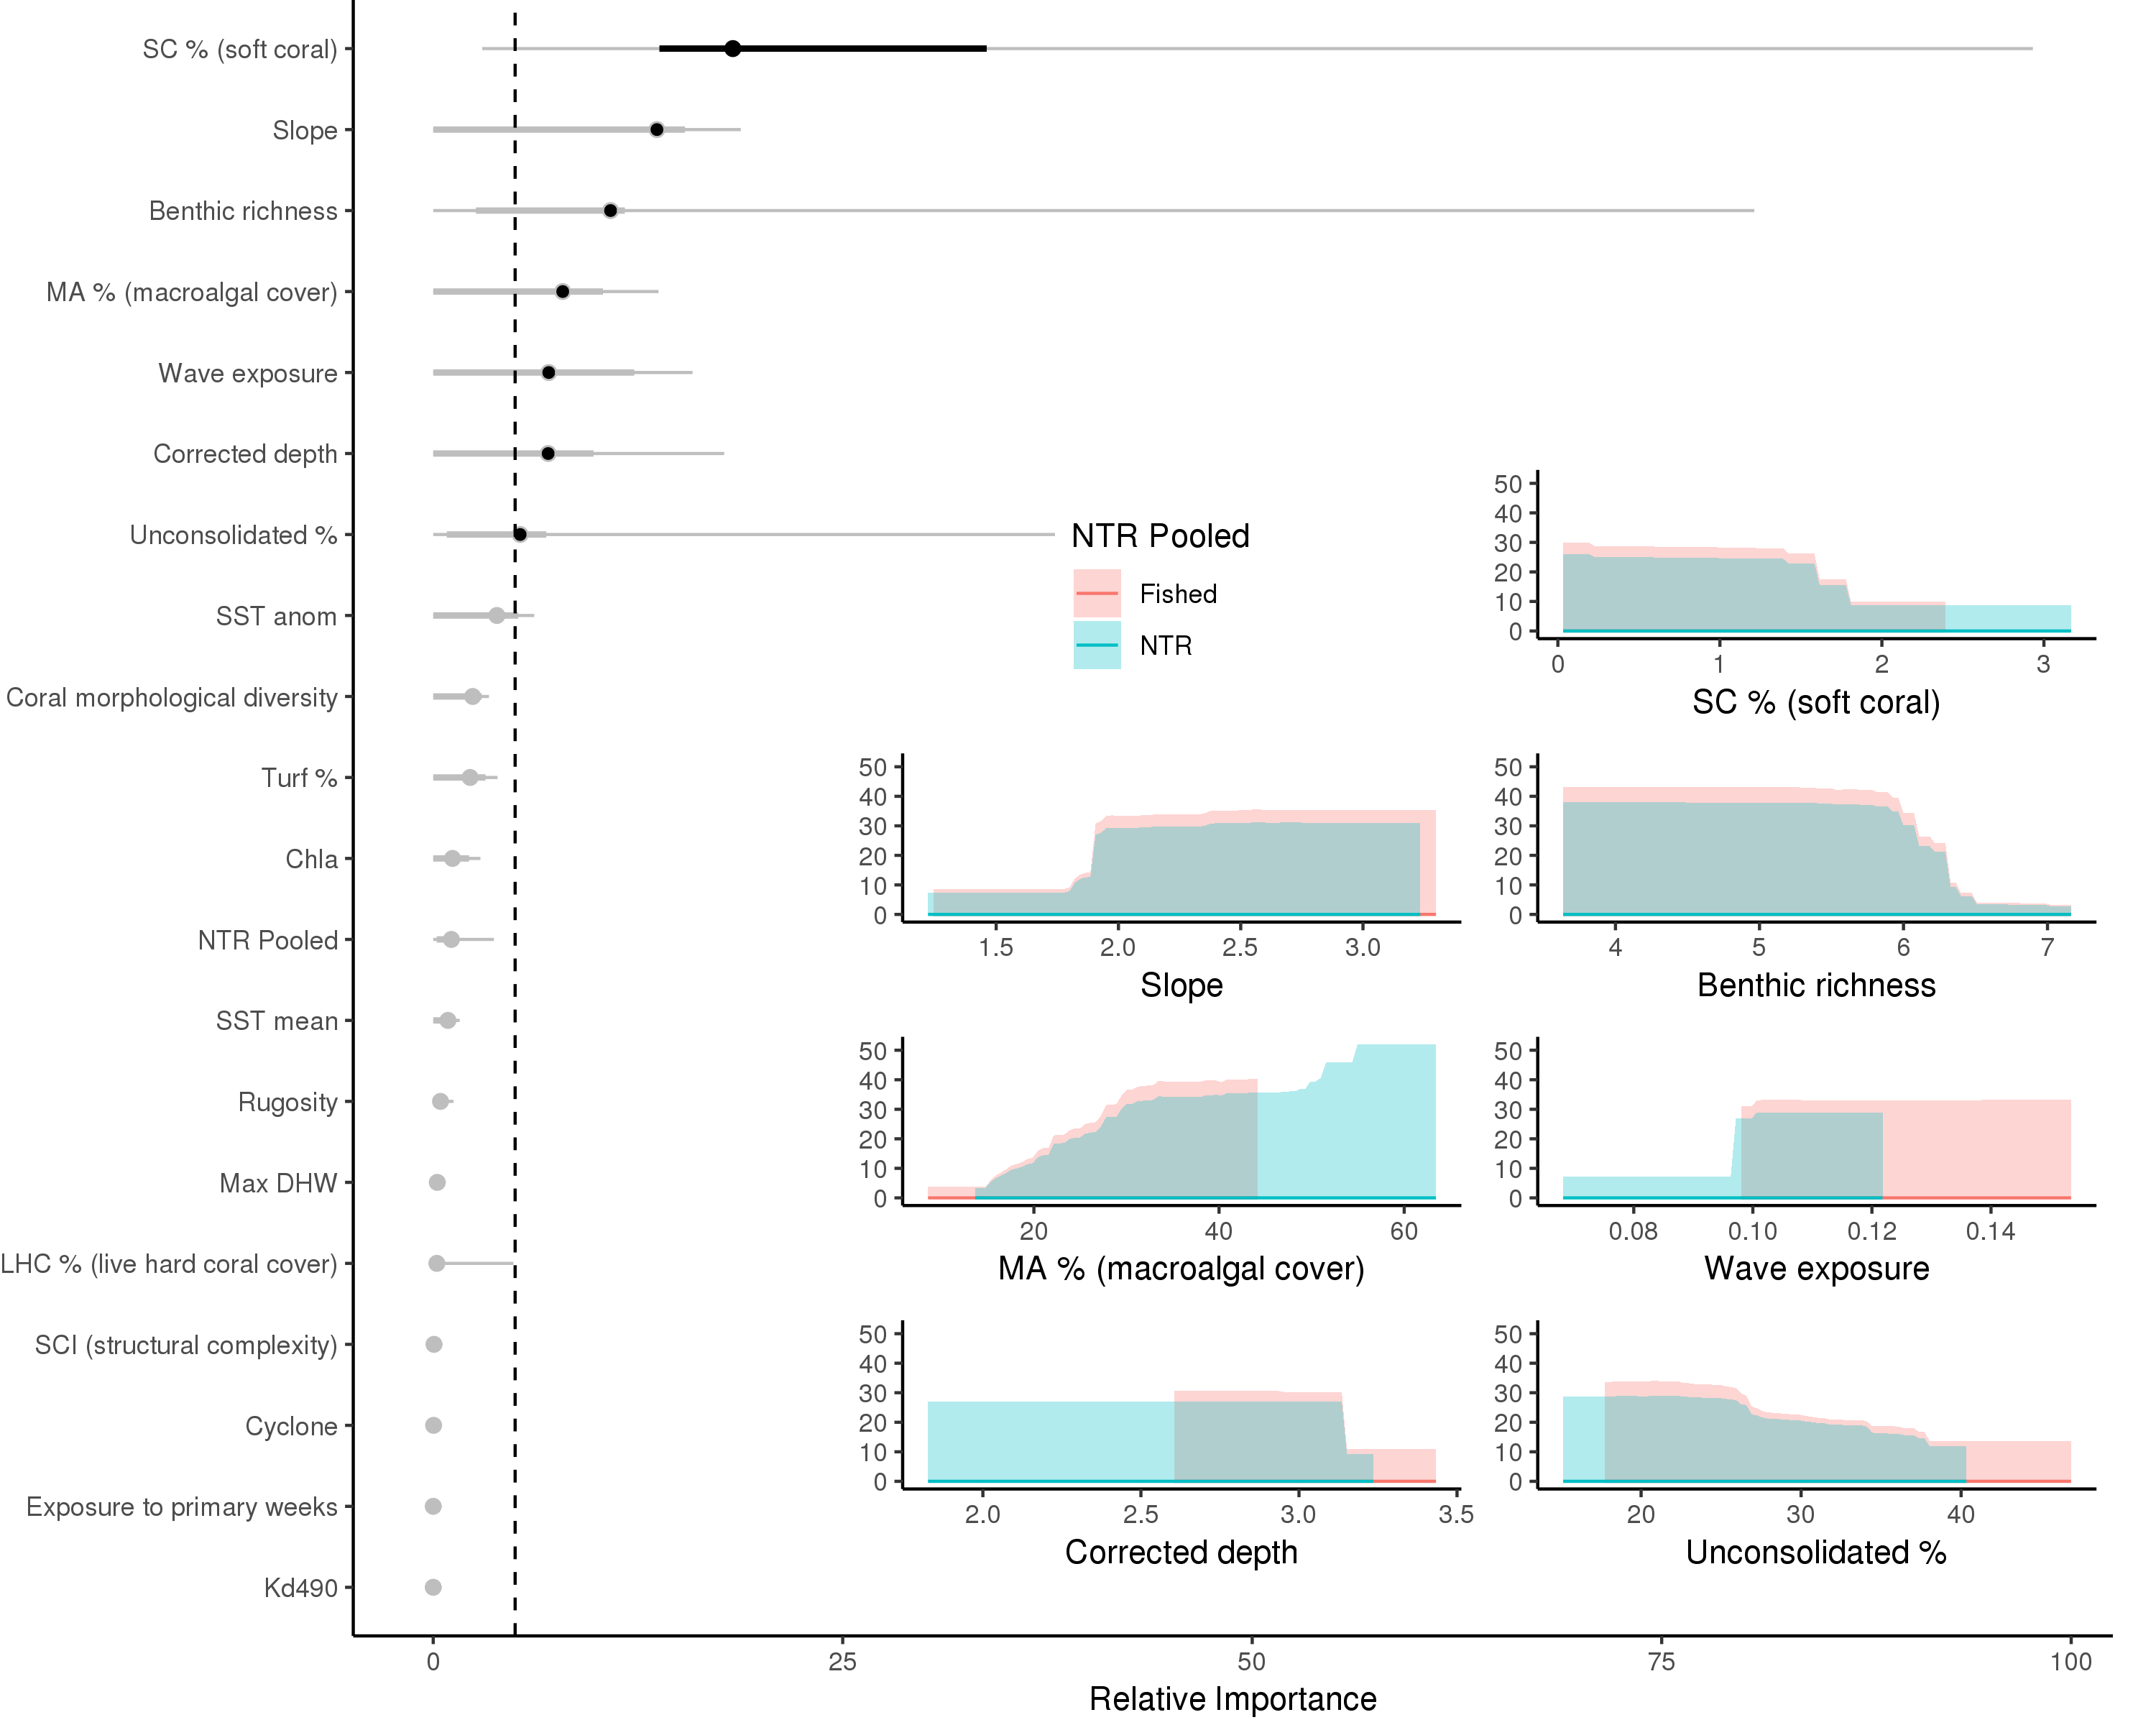 SC % (soft coral)
Slope
Benthic richness
MA % (macroalgal cover)
Wave exposure
Corrected depth
Unconsolidated %
SST anom
Coral morphological diversity
Turf %
Chla
NTR Pooled
SST mean
Rugosity
Max DHW
LHC % (live hard coral cover)
SCI (structural complexity)
Cyclone
Exposure to primary weeks
Kd490
0 25 50 75 100
Relative Importance
NTR Pooled
Fished
NTR
50
40
30
20
10
0
0 1 2 3
SC % (soft coral)
50
40
30
20
10
0
1.5 2.0 2.5 3.0
Slope
50
40
30
20
10
0
4 5 6 7
Benthic richness
50
40
30
20
10
0
20 40 60
MA % (macroalgal cover)
50
40
30
20
10
0
0.08 0.10 0.12 0.14
Wave exposure
50
40
30
20
10
0
2.0 2.5 3.0 3.5
Corrected depth
50
40
30
20
10
0
20 30 40
Unconsolidated %